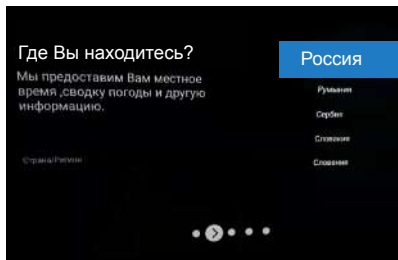 Где Вы находитесь?
Мы предоставим Вам местное
время ,сводку погоды и другую
информацию.
Страна/Регион
Россия
Румыния
Сербия
Словакия
Словения